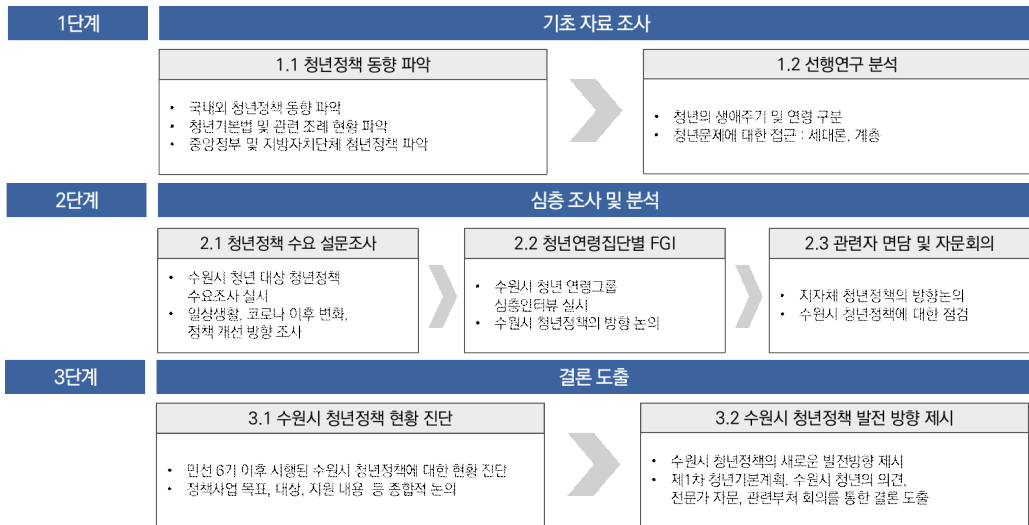 1단계
기초 자료 조사
1.1 청년정책 동향 파악
• 국내외 청년정책 동향 파악
• 청년기본법 및 관련 조례 현황 파악
• 중앙정부 및 지방자치단체 청년정책 파악
1.2 선행연구 분석
• 청년의 생애주기 및 연령 구분
• 청년문제에 대한 접근 : 세대론, 계층
2단계
심층 조사 및 분석
2.1 청년정책 수요 설문조사
• 수원시 청년 대상 청년정책
수요조사 실시
• 일상생활, 코로나 이후 변화,
정책 개선 방향 조사
2.2 청년연령집단별 FGI
• 수원시 청년 연령그룹
심층인터뷰 실시
• 수원시 청년정책의 방향 논의
2.3 관련자 면담 및 자문회의
• 지자체 청년정책의 방향논의
• 수원시 청년정책에 대한 점검
3단계
결론 도출
3.1 수원시 청년정책 현황 진단
• 민선 6기 이후 시행된 수원시 청년정책에 대한 현황 진단
• 정책사업 목표, 대상, 지원 내용 등 종합적 논의
3.2 수원시 청년정책 발전 방향 제시
• 수원시 청년정책의 새로운 발전방향 제시
• 제1차 청년기본계획, 수원시 청년의 의견,
전문가 자문, 관련부처 회의를 통한 결론 도출